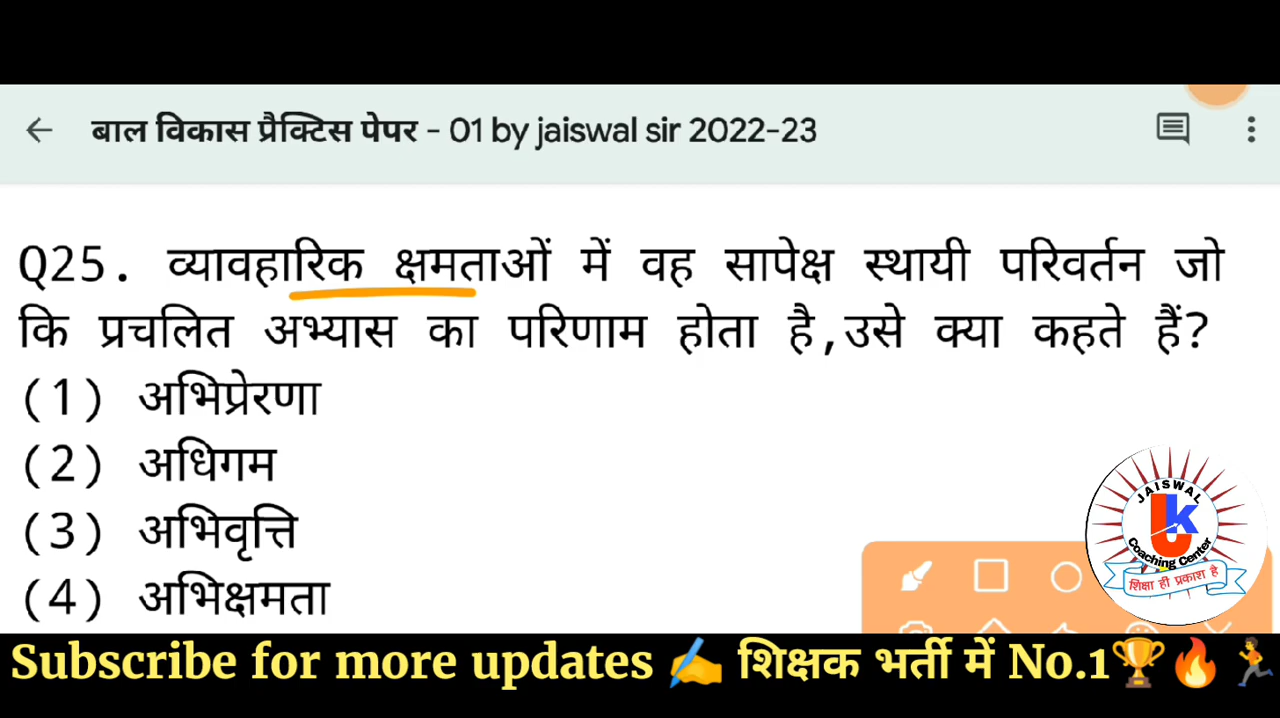 बाल विकास प्रैक्टिस पेपर - 01 by jaiswal sir 2022-23
Q25. व्यावहारिक क्षमताओं में वह सापेक्ष स्थायी परिवर्तन जो
कि प्रचलित अभ्यास का परिणाम होता है,उसे क्या कहते हैं?
(1) अभिप्रेरणा
(2) अधिगम
(3) अभिवृत्ति
(4) अभिक्षमता
JAISWAL
JK
Coaching Center
शिक्षा ही प्रकाश है
Subscribe for more updates ✍️ शिक्षक भर्ती में No.1🏆🔥🏃